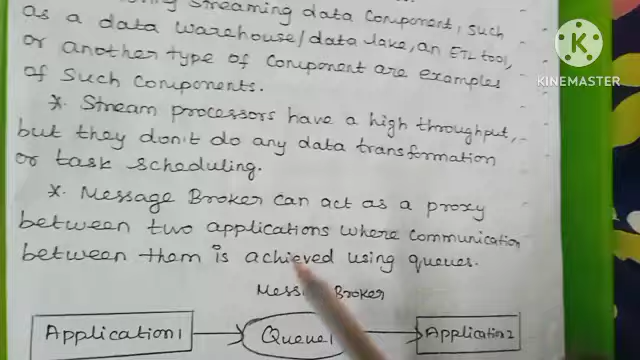 Streaming data component, such
as a data warehouse/data lake, an ETL tool,
or another type of component are examples
of such components.
*. Stream processors have a high throughput,
but they don't do any data transformation
or task scheduling.
*. Message Broker can act as a proxy
between two applications where communication
between them is achieved using queues.
Broker
Application1
Queue1
Application2
KINEMASTER